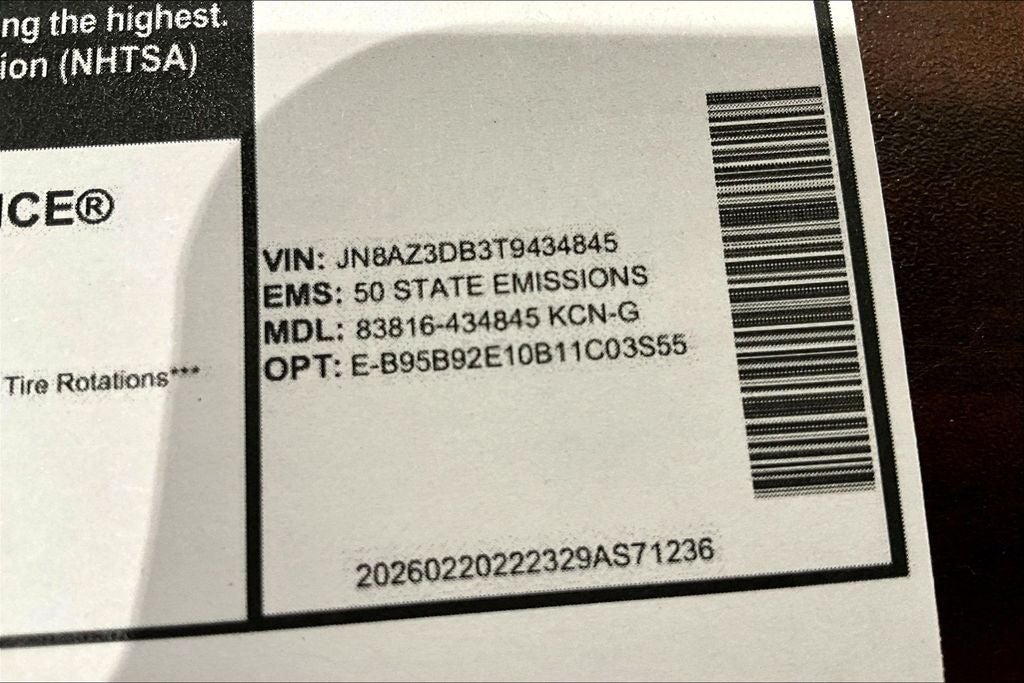 ng the highest.
ion (NHTSA)
ICE®
Tire Rotations***
VIN: JN8AZ3DB3T9434845
EMS: 50 STATE EMISSIONS
MDL: 83816-434845 KCN-G
OPT: E-B95B92E10B11C03S55
20260220222329AS71236